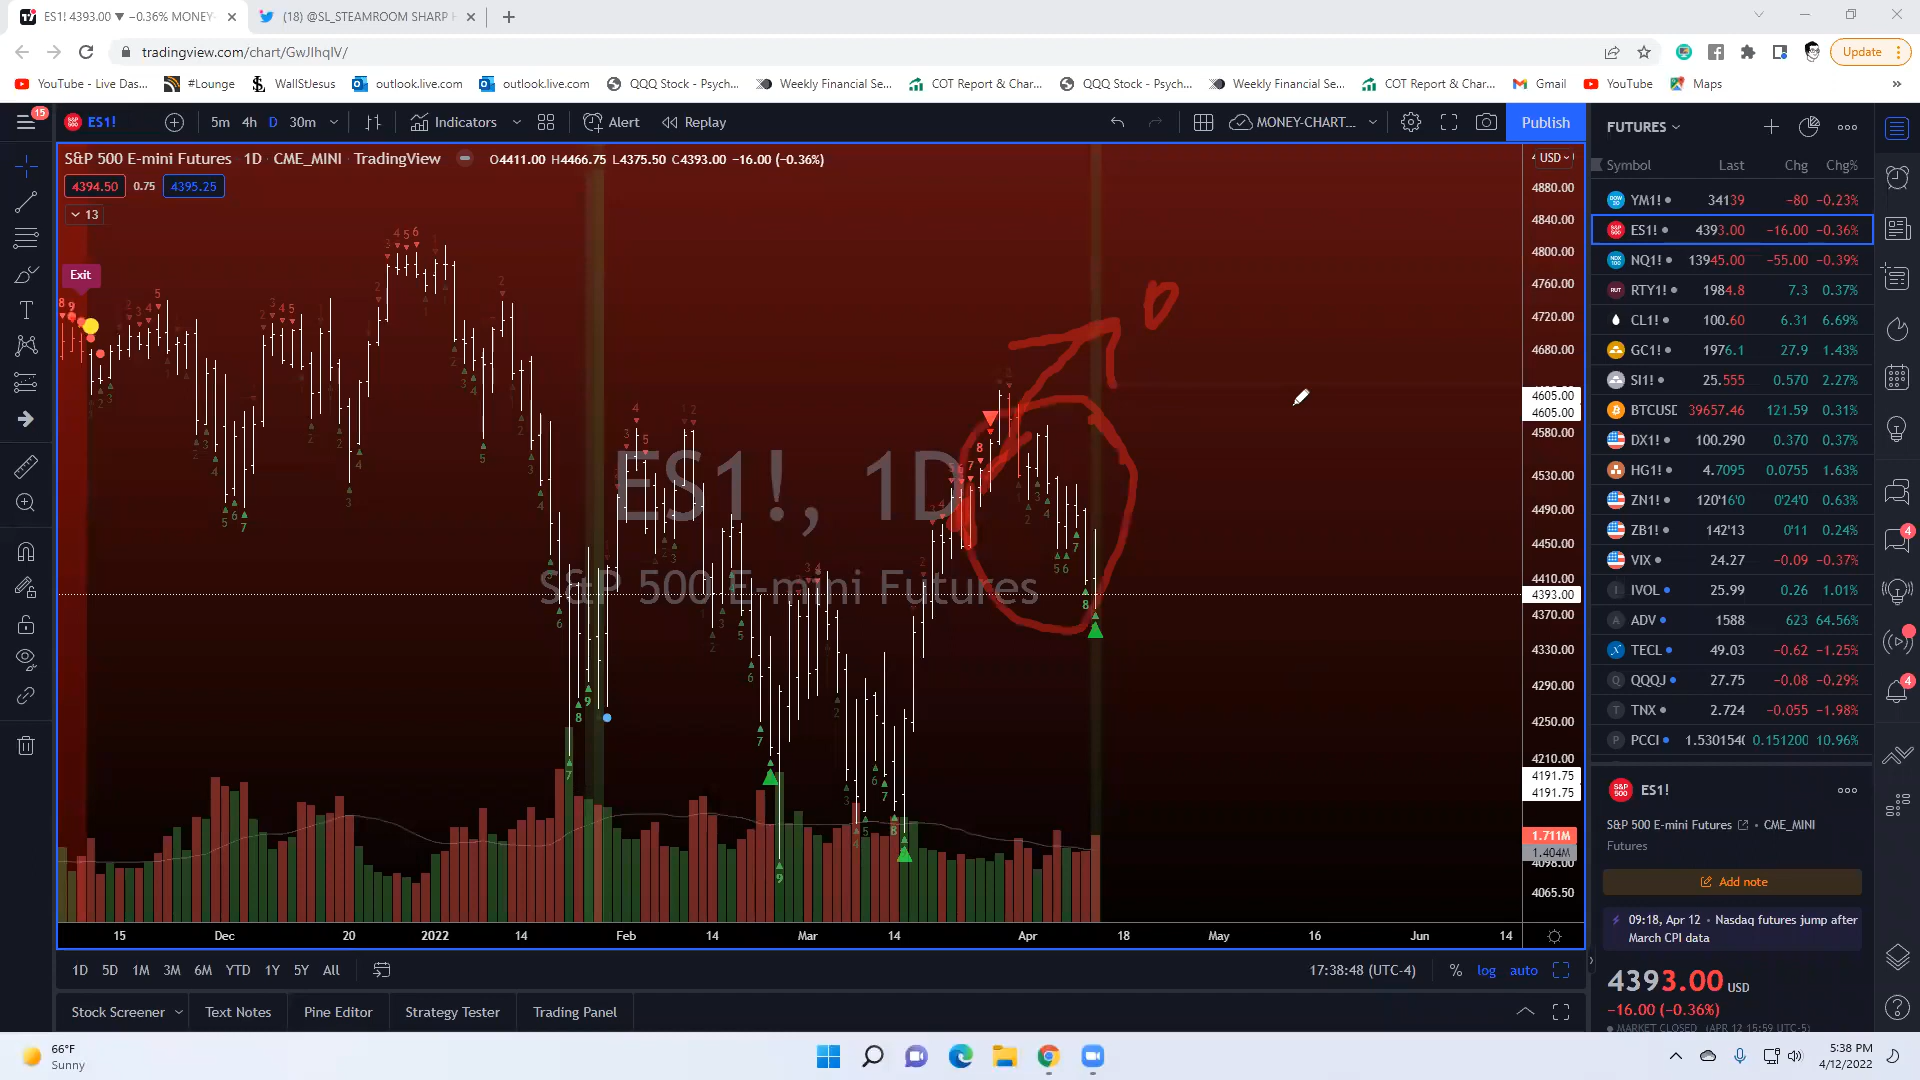 ES1! 4393.00 ▼ −0.36% MONEY-
(18) @SL_STEAMROOM SHARP
tradingview.com/chart/GwJIhqIV/
Update
YouTube - Live Das...
#Lounge
WallStJesus
outlook.live.com
outlook.live.com
QQQ Stock - Psych...
Weekly Financial Se...
COT Report & Char...
QQQ Stock - Psych...
Weekly Financial Se...
COT Report & Char...
Gmail
YouTube
Maps
15
ES1!
5m 4h D 30m
Indicators
Alert
Replay
MONEY-CHART...
Publish
S&P 500 E-mini Futures 1D CME_MINI TradingView
O4411.00 H4466.75 L4375.50 C4393.00 −16.00 (−0.36%)
4394.50 0.75 4395.25
13
Exit
ES1!, 1D
S&P 500 E-mini Futures
USD
4880.00
4840.00
4800.00
4760.00
4720.00
4680.00
4605.00
4605.00
4580.00
4530.00
4490.00
4450.00
4410.00
4393.00
4370.00
4330.00
4290.00
4250.00
4210.00
4191.75
4191.75
1.711M
1.404M
4098.00
4065.50
15 Dec 20 2022 14 Feb 14 Mar 14 Apr 18 May 16 Jun 14
1D 5D 1M 3M 6M YTD 1Y 5Y All
17:38:48 (UTC-4) % log auto
Stock Screener Text Notes Pine Editor Strategy Tester Trading Panel
FUTURES
Symbol Last Chg Chg%
YM1! 34139 −80 −0.23%
ES1! 4393.00 −16.00 −0.36%
NQ1! 13945.00 −55.00 −0.39%
RTY1! 1984.8 7.3 0.37%
CL1! 100.60 6.31 6.69%
GC1! 1976.1 27.9 1.43%
SI1! 25.555 0.570 2.27%
BTCUSD 39657.46 121.59 0.31%
DX1! 100.290 0.370 0.37%
HG1! 4.7095 0.0755 1.63%
ZN1! 120'16'0 0'24'0 0.63%
ZB1! 142'13 0'11 0.24%
VIX 24.27 −0.09 −0.37%
IVOL 25.99 0.26 1.01%
ADV 1588 623 64.56%
TECL 49.03 −0.62 −1.25%
QQQJ 27.75 −0.08 −0.29%
TNX 2.724 −0.055 −1.98%
PCCI 1.530154 0.151200 10.96%
ES1!
S&P 500 E-mini Futures • CME_MINI
Futures
Add note
09:18, Apr 12 • Nasdaq futures jump after
March CPI data
4393.00 USD
−16.00 (−0.36%)
MARKET CLOSED (APR 12 15:59 UTC-5)
4
4
66°F
Sunny
5:38 PM
4/12/2022